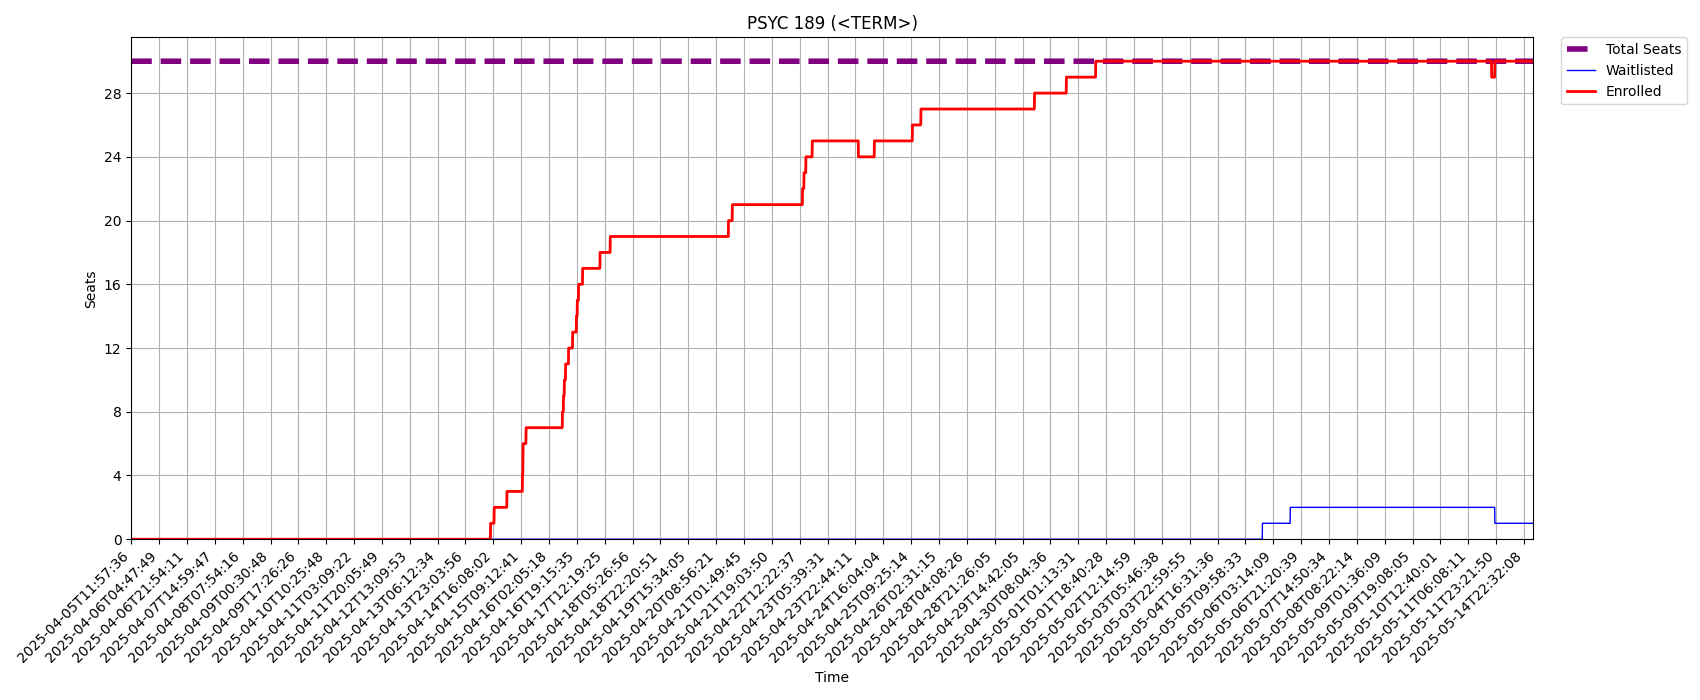 PSYC 189 (<TERM>)
Total Seats
Waitlisted
Enrolled
Seats
28
24
20
16
12
8
4
0
2025-04-05T11:57:36
2025-04-06T04:47:49
2025-04-06T21:54:11
2025-04-07T14:59:47
2025-04-08T07:54:16
2025-04-09T00:30:48
2025-04-09T17:26:26
2025-04-10T10:25:48
2025-04-11T03:09:22
2025-04-11T20:05:49
2025-04-12T13:09:53
2025-04-13T06:12:34
2025-04-13T23:03:56
2025-04-14T16:08:02
2025-04-15T09:12:41
2025-04-16T02:05:18
2025-04-16T19:15:35
2025-04-17T12:19:25
2025-04-18T05:26:56
2025-04-18T22:20:51
2025-04-19T15:34:05
2025-04-20T08:56:21
2025-04-21T01:49:45
2025-04-21T19:03:50
2025-04-22T12:22:37
2025-04-23T05:39:31
2025-04-23T22:44:11
2025-04-24T16:04:04
2025-04-25T09:25:14
2025-04-26T02:31:15
2025-04-28T04:08:26
2025-04-28T21:26:05
2025-04-29T14:42:05
2025-04-30T08:04:36
2025-05-01T01:13:31
2025-05-01T18:40:28
2025-05-02T12:14:59
2025-05-03T05:46:38
2025-05-03T22:59:55
2025-05-04T16:31:36
2025-05-05T09:58:33
2025-05-06T03:14:09
2025-05-06T21:20:39
2025-05-07T14:50:34
2025-05-08T08:22:14
2025-05-09T01:36:09
2025-05-09T19:08:05
2025-05-10T12:40:01
2025-05-11T06:08:11
2025-05-11T23:21:50
2025-05-14T22:32:08
Time